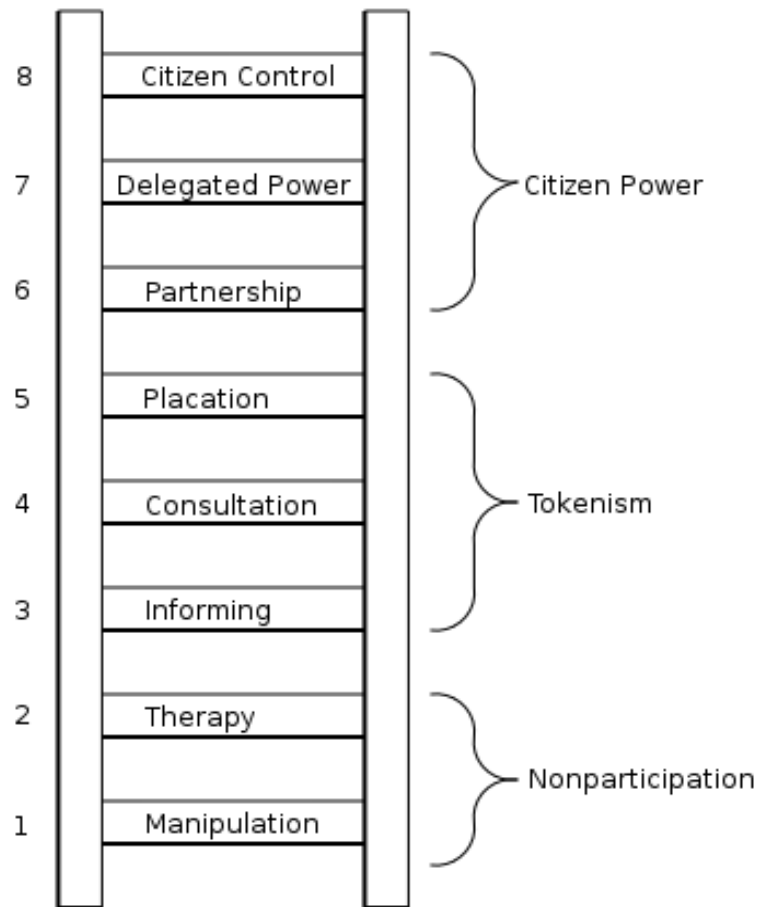 8 Citizen Control
7 Delegated Power
Citizen Power
6 Partnership
5 Placation
4 Consultation
Tokenism
3 Informing
2 Therapy
Nonparticipation
1 Manipulation